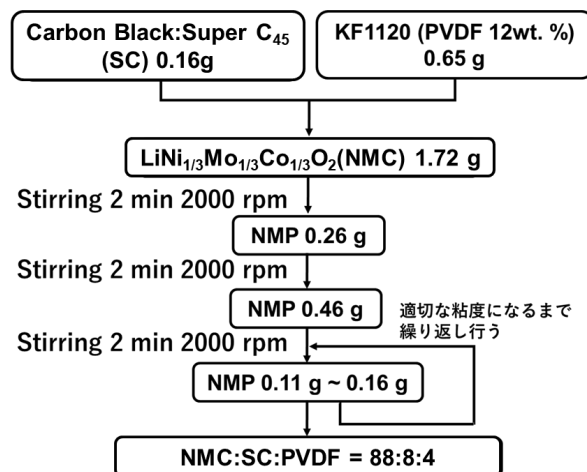 Carbon Black:Super C₄₅
(SC) 0.16g
KF1120 (PVDF 12wt. %)
0.65 g
LiNi₁/₃Mo₁/₃Co₁/₃O₂(NMC) 1.72 g
Stirring 2 min 2000 rpm
NMP 0.26 g
Stirring 2 min 2000 rpm
NMP 0.46 g
適切な粘度になるまで
繰り返し行う
Stirring 2 min 2000 rpm
NMP 0.11 g ~ 0.16 g
NMC:SC:PVDF = 88:8:4